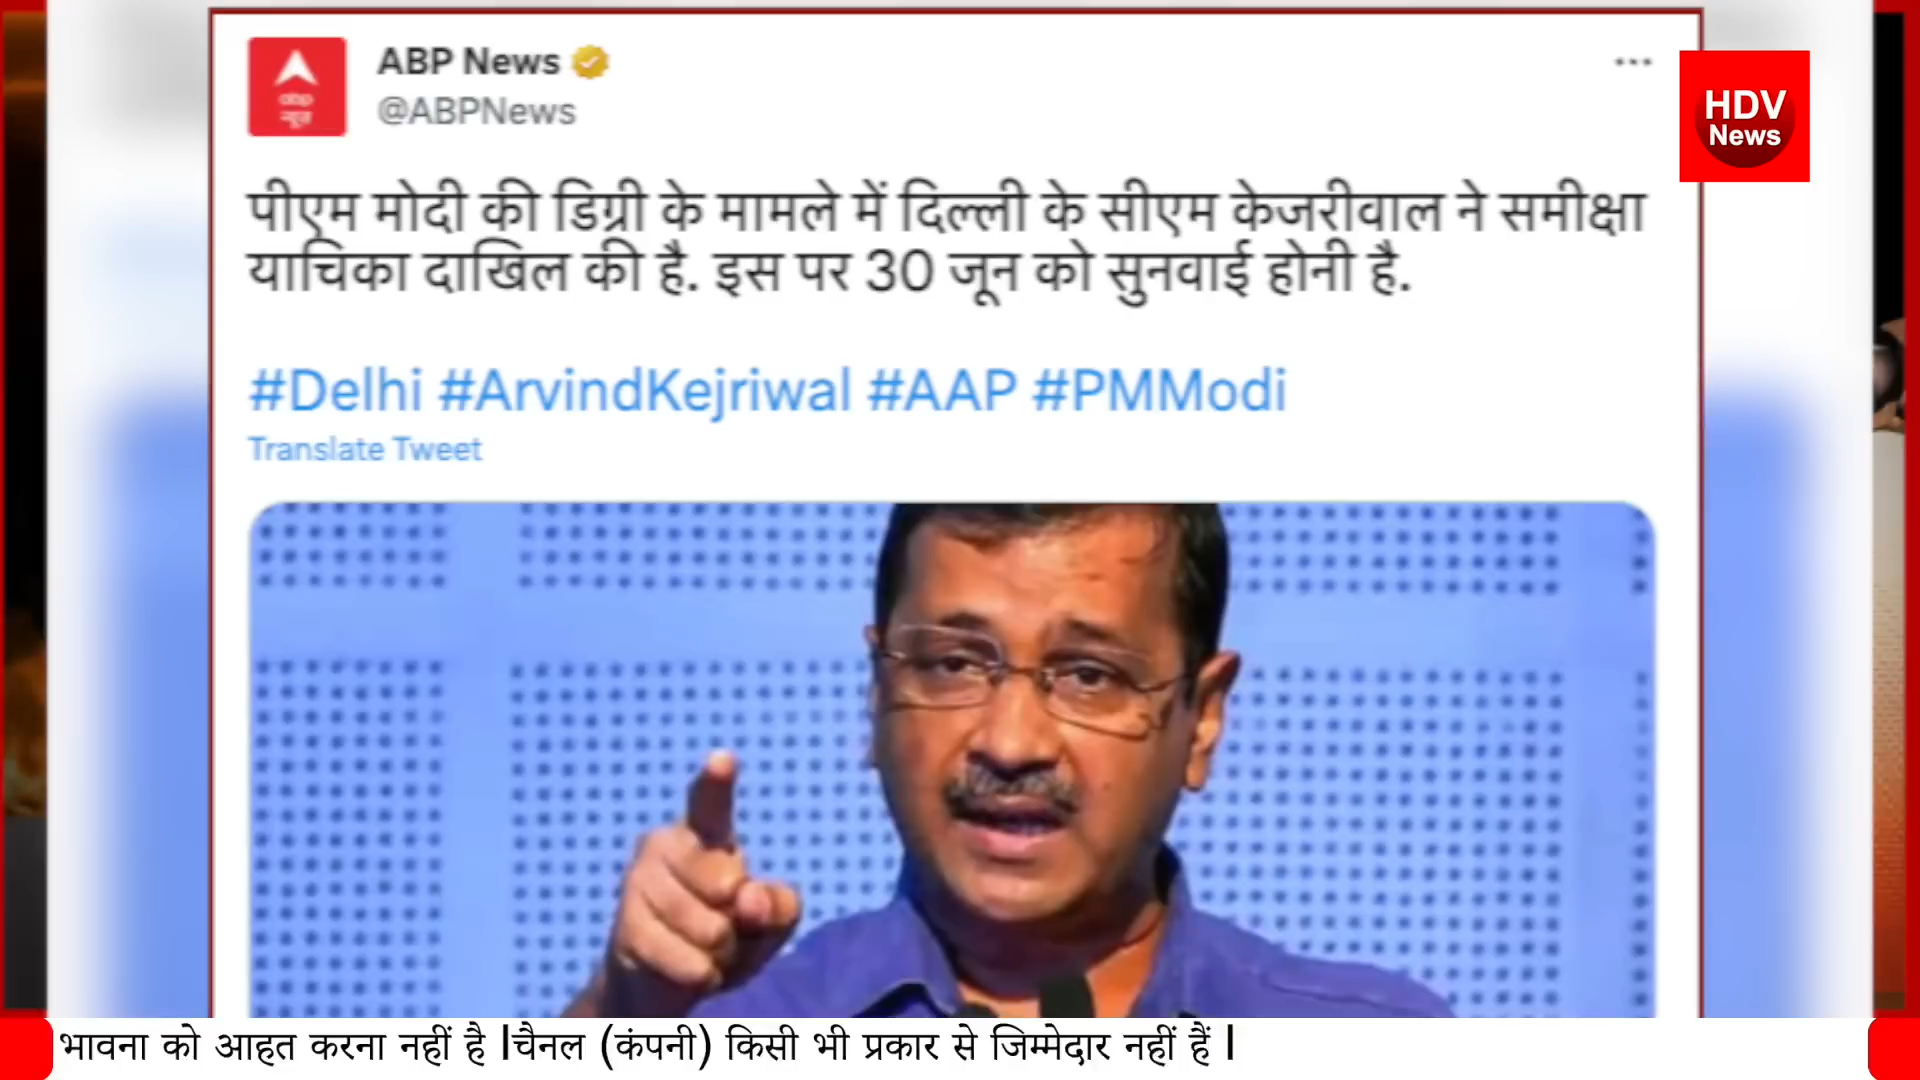 ABP News
@ABPNews
abp
न्यूज़
HDV
News
पीएम मोदी की डिग्री के मामले में दिल्ली के सीएम केजरीवाल ने समीक्षा
याचिका दाखिल की है. इस पर 30 जून को सुनवाई होनी है.
#Delhi #ArvindKejriwal #AAP #PMModi
Translate Tweet
भावना को आहत करना नहीं है |चैनल (कंपनी) किसी भी प्रकार से जिम्मेदार नहीं हैं |